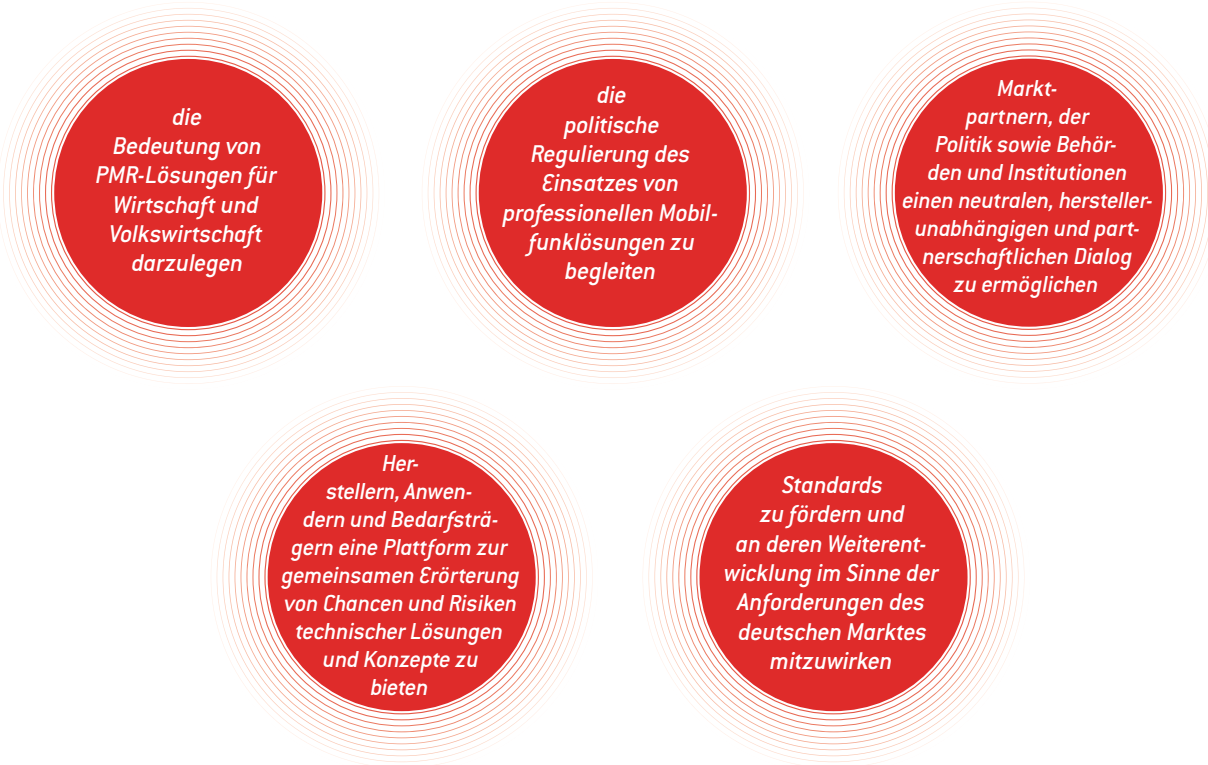 die
Bedeutung von
PMR-Lösungen für
Wirtschaft und
Volkswirtschaft
darzulegen
die
politische
Regulierung des
Einsatzes von
professionellen Mobil-
funklösungen zu
begleiten
Markt-
partnern, der
Politik sowie Behör-
den und Institutionen
einen neutralen, hersteller-
unabhängigen und part-
nerschaftlichen Dialog
zu ermöglichen
Her-
stellern, Anwen-
dern und Bedarfsträ-
gern eine Plattform zur
gemeinsamen Erörterung
von Chancen und Risiken
technischer Lösungen
und Konzepte zu
bieten
Standards
zu fördern und
an deren Weiterent-
wicklung im Sinne der
Anforderungen des
deutschen Marktes
mitzuwirken